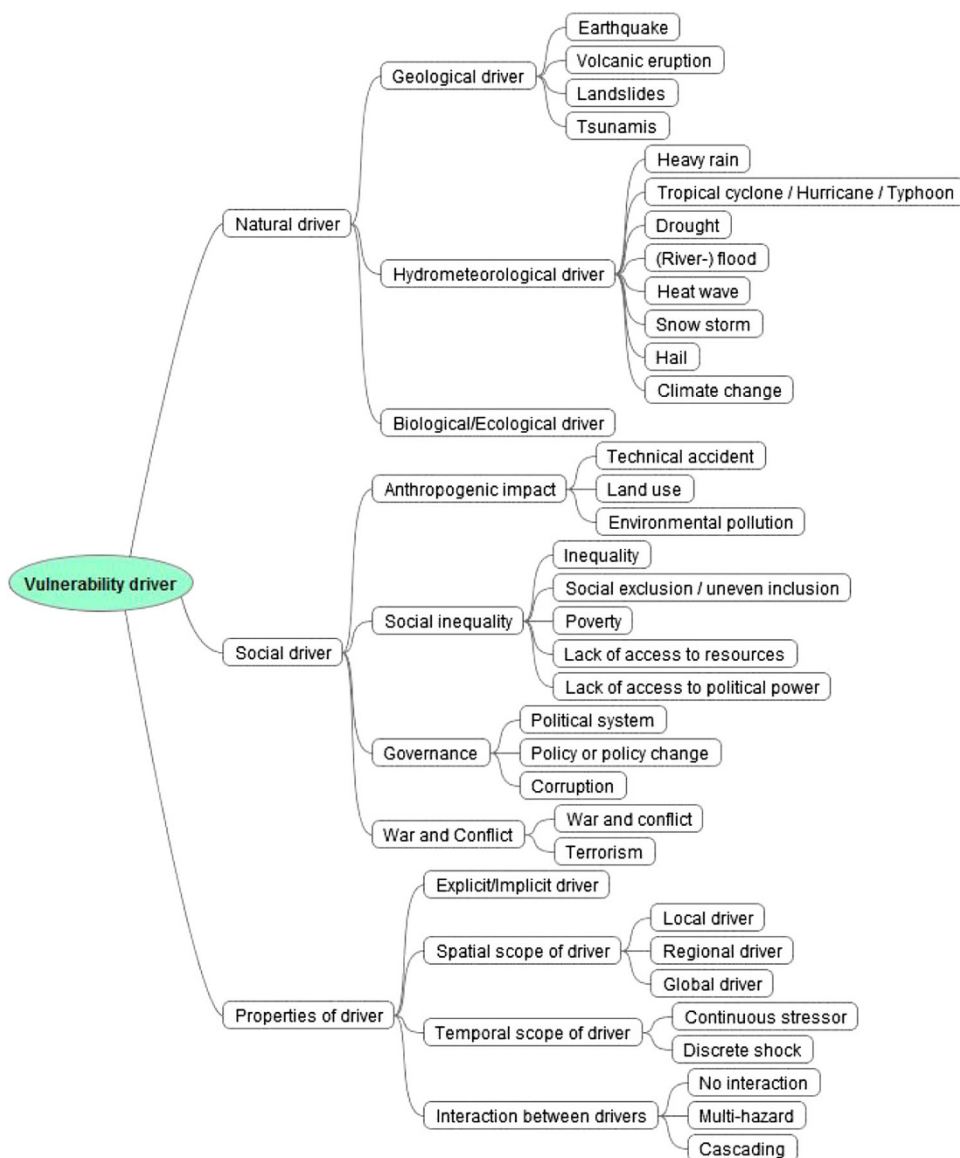 Earthquake
Geological driver
Volcanic eruption
Landslides
Tsunamis
Heavy rain
Tropical cyclone / Hurricane / Typhoon
Natural driver
Drought
Hydrometeorological driver
(River-) flood
Heat wave
Snow storm
Hail
Climate change
Biological/Ecological driver
Technical accident
Anthropogenic impact
Land use
Environmental pollution
Vulnerability driver
Inequality
Social exclusion / uneven inclusion
Social inequality
Poverty
Social driver
Lack of access to resources
Lack of access to political power
Political system
Governance
Policy or policy change
Corruption
War and Conflict
War and conflict
Terrorism
Explicit/Implicit driver
Local driver
Spatial scope of driver
Regional driver
Global driver
Properties of driver
Continuous stressor
Temporal scope of driver
Discrete shock
No interaction
Interaction between drivers
Multi-hazard
Cascading